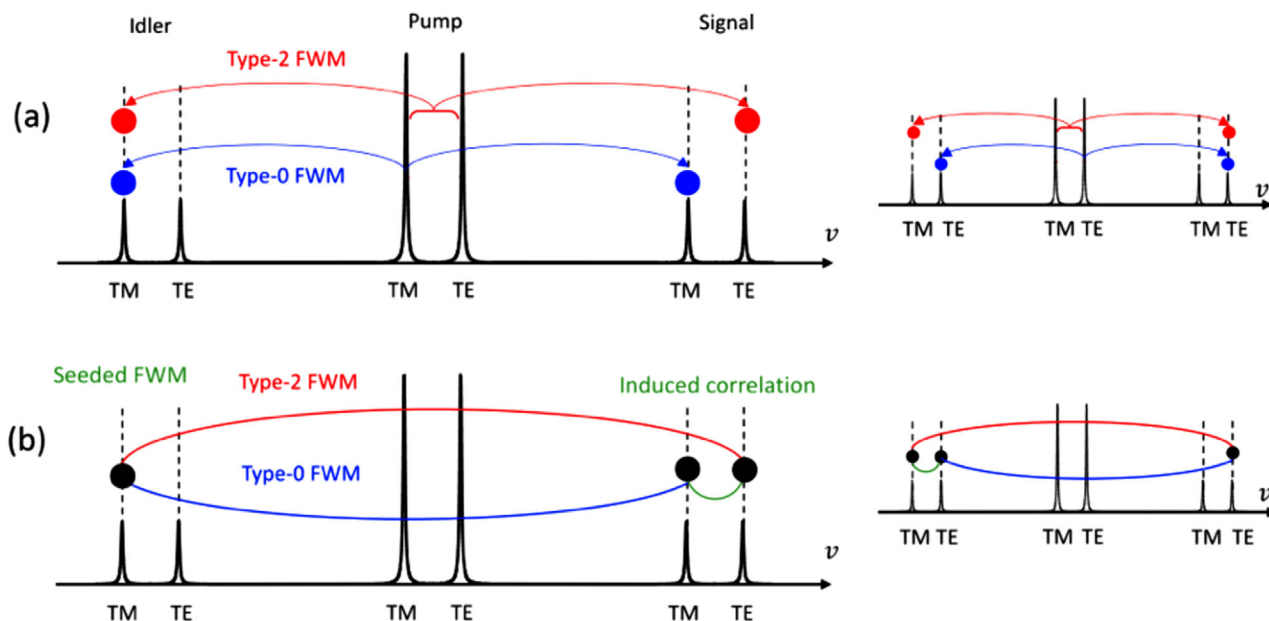 Idler Pump Signal
Type-2 FWM
(a)
Type-0 FWM
ν
TM TE TM TE TM TE
ν
TM TE TM TE TM TE
Seeded FWM Type-2 FWM Induced correlation
(b)
Type-0 FWM
ν
TM TE TM TE TM TE
ν
TM TE TM TE TM TE